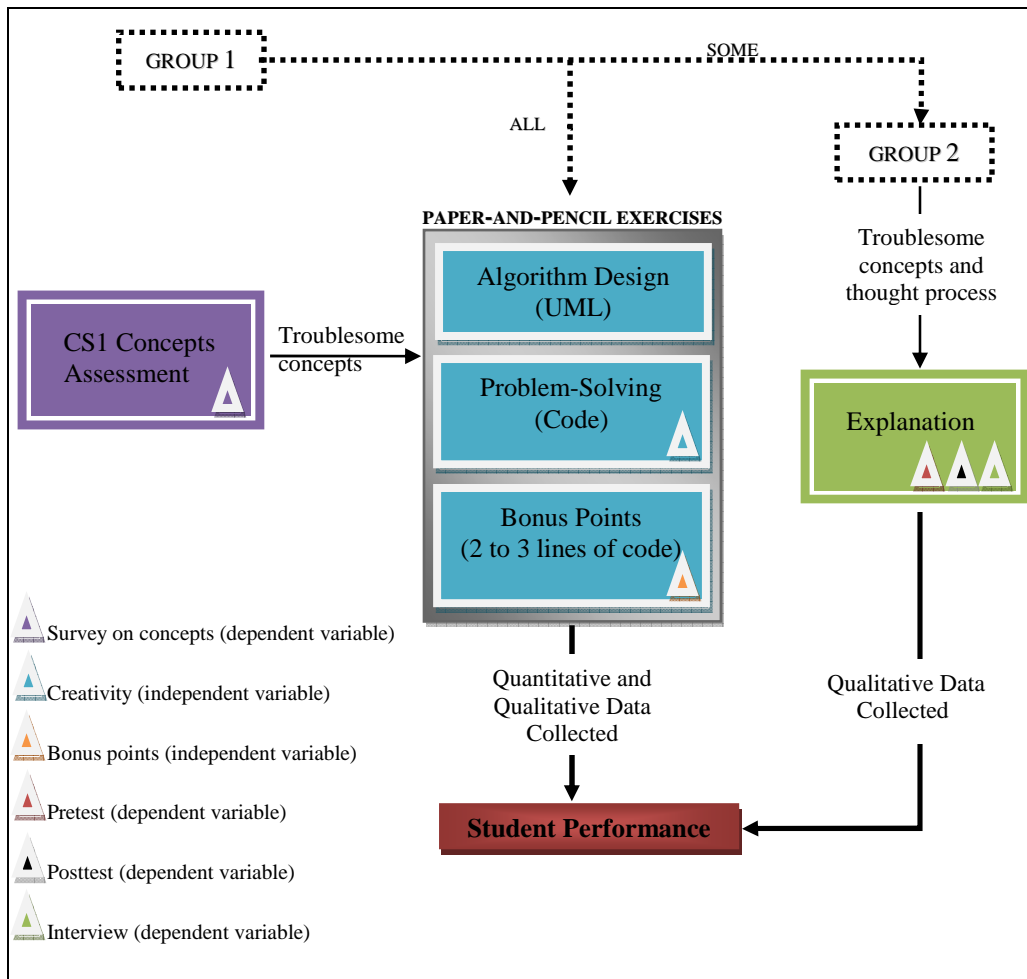 GROUP 1
SOME
ALL
GROUP 2
PAPER-AND-PENCIL EXERCISES
Algorithm Design
(UML)
Troublesome
concepts and
thought process
CS1 Concepts
Assessment
Troublesome
concepts
Problem-Solving
(Code)
Explanation
Bonus Points
(2 to 3 lines of code)
Survey on concepts (dependent variable)
Creativity (independent variable)
Bonus points (independent variable)
Pretest (dependent variable)
Posttest (dependent variable)
Interview (dependent variable)
Quantitative and
Qualitative Data
Collected
Qualitative Data
Collected
Student Performance